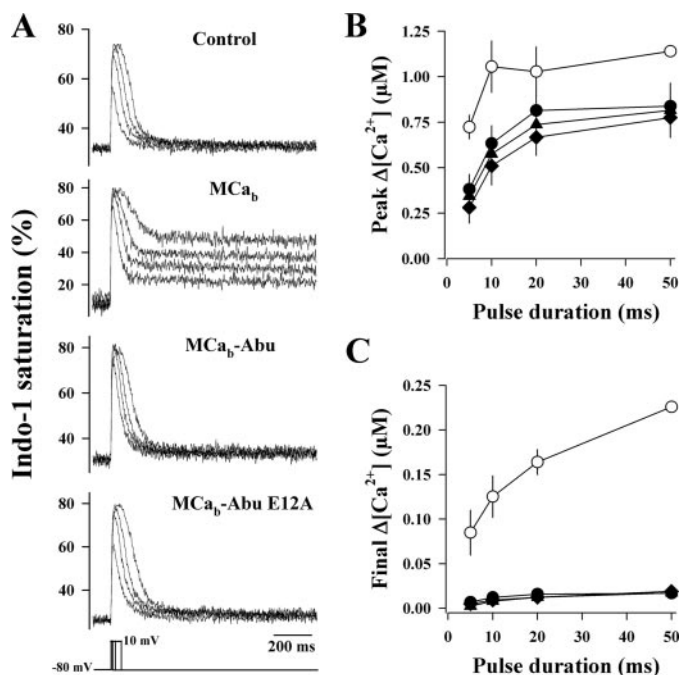 A
Indo-1 saturation (%)
Control
80
60
40
MCab
80
60
40
20
MCab-Abu
80
60
40
MCab-Abu E12A
80
60
40
200 ms
10 mV
-80 mV
B
Peak Δ[Ca²⁺] (µM)
1.25
1.00
0.75
0.50
0.25
0.00
0 10 20 30 40 50
Pulse duration (ms)
C
Final Δ[Ca²⁺] (µM)
0.25
0.20
0.15
0.10
0.05
0.00
0 10 20 30 40 50
Pulse duration (ms)